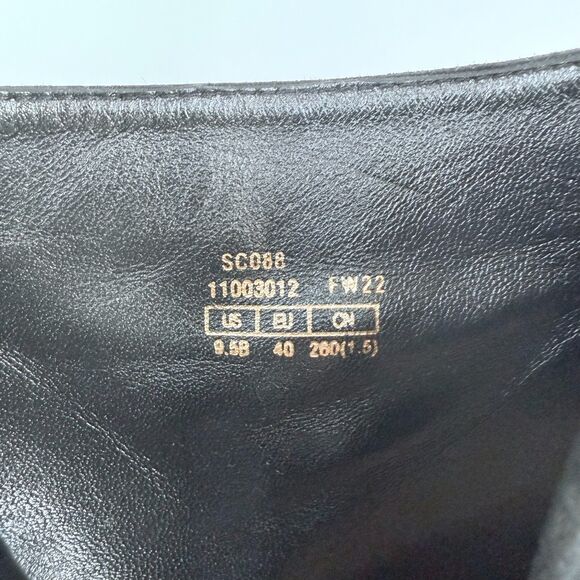 SC088
11003012 FW22
US EU CN
9.5B 40 260(1.5)